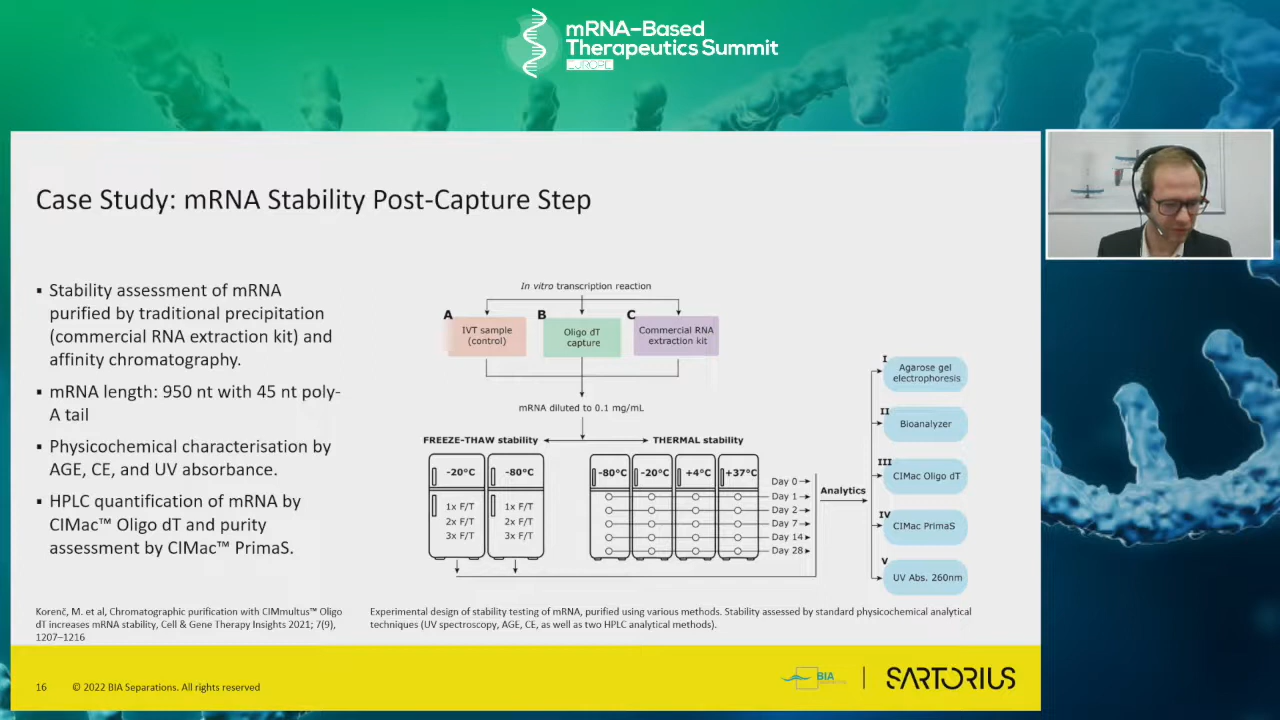 mRNA-Based
Therapeutics Summit
EUROPE
Case Study: mRNA Stability Post-Capture Step
▪ Stability assessment of mRNA
purified by traditional precipitation
(commercial RNA extraction kit) and
affinity chromatography.
▪ mRNA length: 950 nt with 45 nt poly-
A tail
▪ Physicochemical characterisation by
AGE, CE, and UV absorbance.
▪ HPLC quantification of mRNA by
CIMac™ Oligo dT and purity
assessment by CIMac™ PrimaS.
In vitro transcription reaction
A
IVT sample
(control)
B
Oligo dT
capture
C
Commercial RNA
extraction kit
mRNA diluted to 0.1 mg/mL
FREEZE-THAW stability
THERMAL stability
-20°C
1x F/T
2x F/T
3x F/T
-80°C
1x F/T
2x F/T
3x F/T
-80°C
-20°C
+4°C
+37°C
Day 0
Day 1
Day 2
Day 7
Day 14
Day 28
Analytics
I
Agarose gel
electrophoresis
II
Bioanalyzer
III
CIMac Oligo dT
IV
CIMac PrimaS
V
UV Abs. 260nm
Korenč, M. et al, Chromatographic purification with CIMmultus™ Oligo
dT increases mRNA stability, Cell & Gene Therapy Insights 2021; 7(9),
1207–1216
Experimental design of stability testing of mRNA, purified using various methods. Stability assessed by standard physicochemical analytical
techniques (UV spectroscopy, AGE, CE, as well as two HPLC analytical methods).
16 © 2022 BIA Separations. All rights reserved
BIA
SARTORIUS